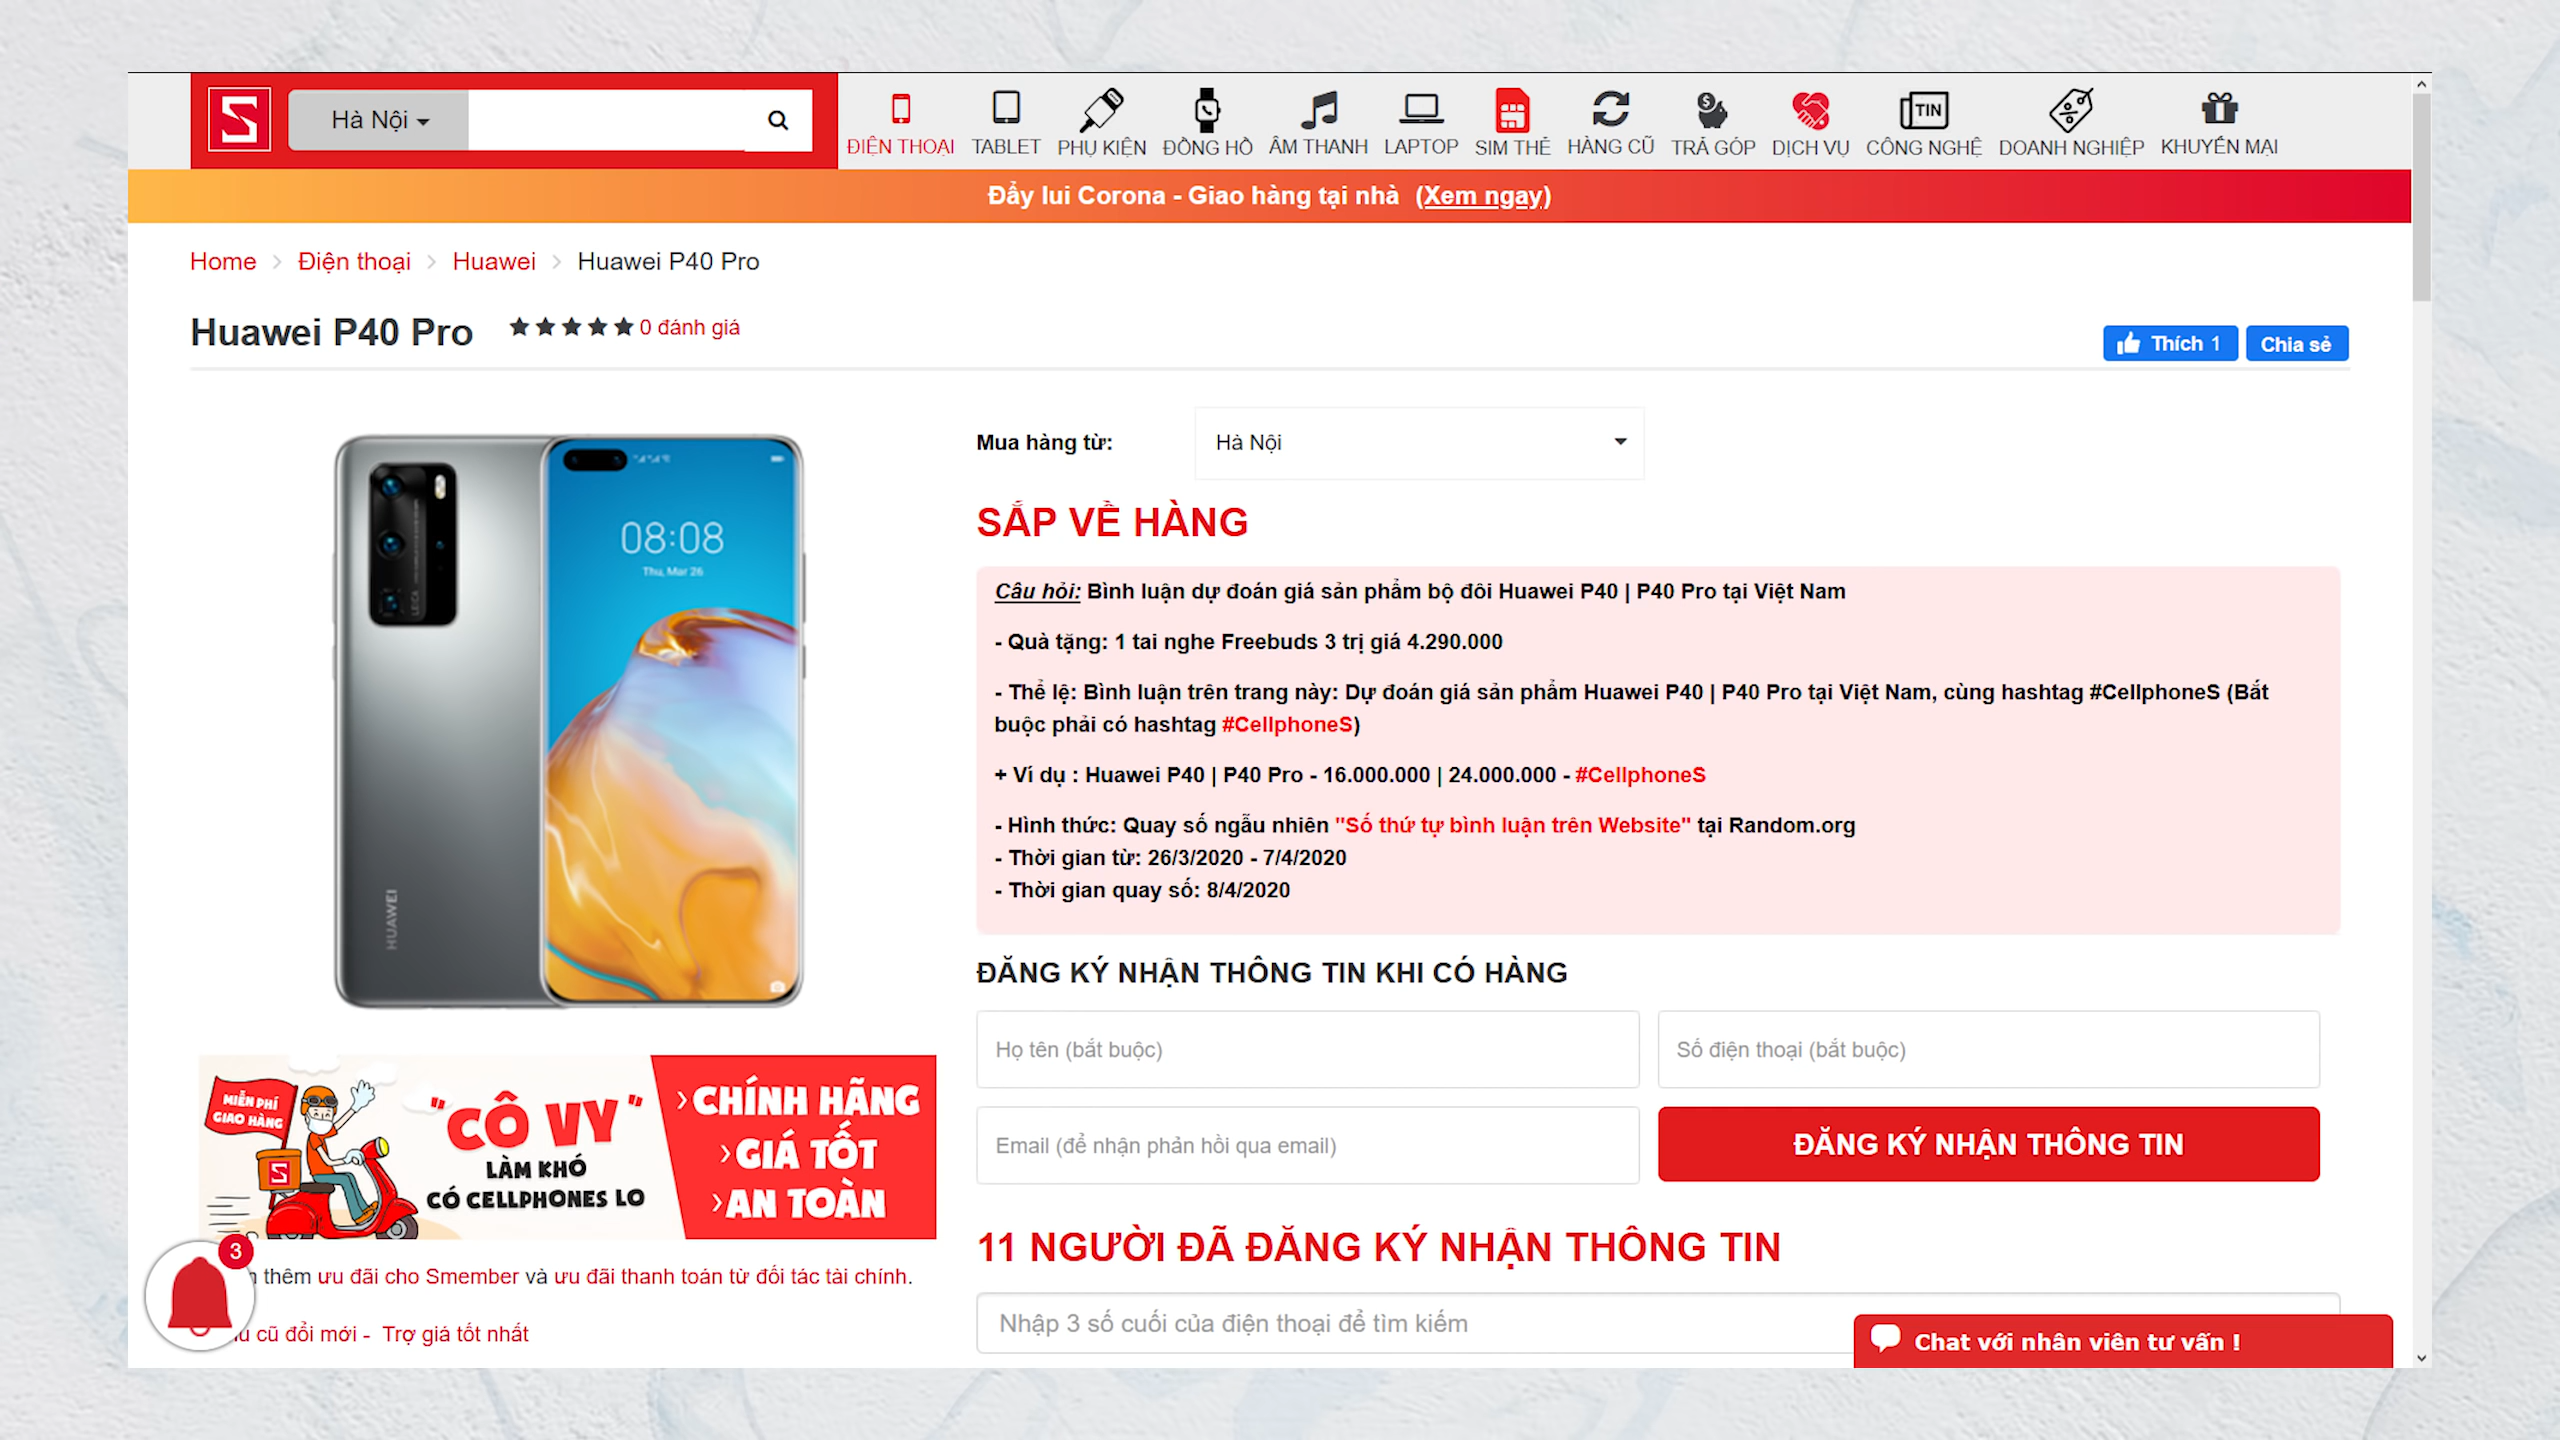 Hà Nội
ĐIỆN THOẠI
TABLET
PHỤ KIỆN
ĐỒNG HỒ
ÂM THANH
LAPTOP
SIM THẺ
HÀNG CŨ
TRẢ GÓP
DỊCH VỤ
TIN
CÔNG NGHỆ
DOANH NGHIỆP
KHUYẾN MẠI
Đẩy lui Corona - Giao hàng tại nhà (Xem ngay)
Home > Điện thoại > Huawei > Huawei P40 Pro
Huawei P40 Pro
0 đánh giá
Thích 1
Chia sẻ
08:08
Thu, Mar 26
LEICA
HUAWEI
Mua hàng từ:
Hà Nội
SẮP VỀ HÀNG
Câu hỏi: Bình luận dự đoán giá sản phẩm bộ đôi Huawei P40 | P40 Pro tại Việt Nam
- Quà tặng: 1 tai nghe Freebuds 3 trị giá 4.290.000
- Thể lệ: Bình luận trên trang này: Dự đoán giá sản phẩm Huawei P40 | P40 Pro tại Việt Nam, cùng hashtag #CellphoneS (Bắt
buộc phải có hashtag #CellphoneS)
+ Ví dụ : Huawei P40 | P40 Pro - 16.000.000 | 24.000.000 - #CellphoneS
- Hình thức: Quay số ngẫu nhiên "Số thứ tự bình luận trên Website" tại Random.org
- Thời gian từ: 26/3/2020 - 7/4/2020
- Thời gian quay số: 8/4/2020
ĐĂNG KÝ NHẬN THÔNG TIN KHI CÓ HÀNG
Họ tên (bắt buộc)
Số điện thoại (bắt buộc)
Email (để nhận phản hồi qua email)
ĐĂNG KÝ NHẬN THÔNG TIN
11 NGƯỜI ĐÃ ĐĂNG KÝ NHẬN THÔNG TIN
Nhập 3 số cuối của điện thoại để tìm kiếm
Chat với nhân viên tư vấn !
MIỄN PHÍ
GIAO HÀNG
"CÔ VY"
LÀM KHÓ
CÓ CELLPHONES LO
›CHÍNH HÃNG
›GIÁ TỐT
›AN TOÀN
3
thêm ưu đãi cho Smember và ưu đãi thanh toán từ đối tác tài chính.
cũ đổi mới - Trợ giá tốt nhất